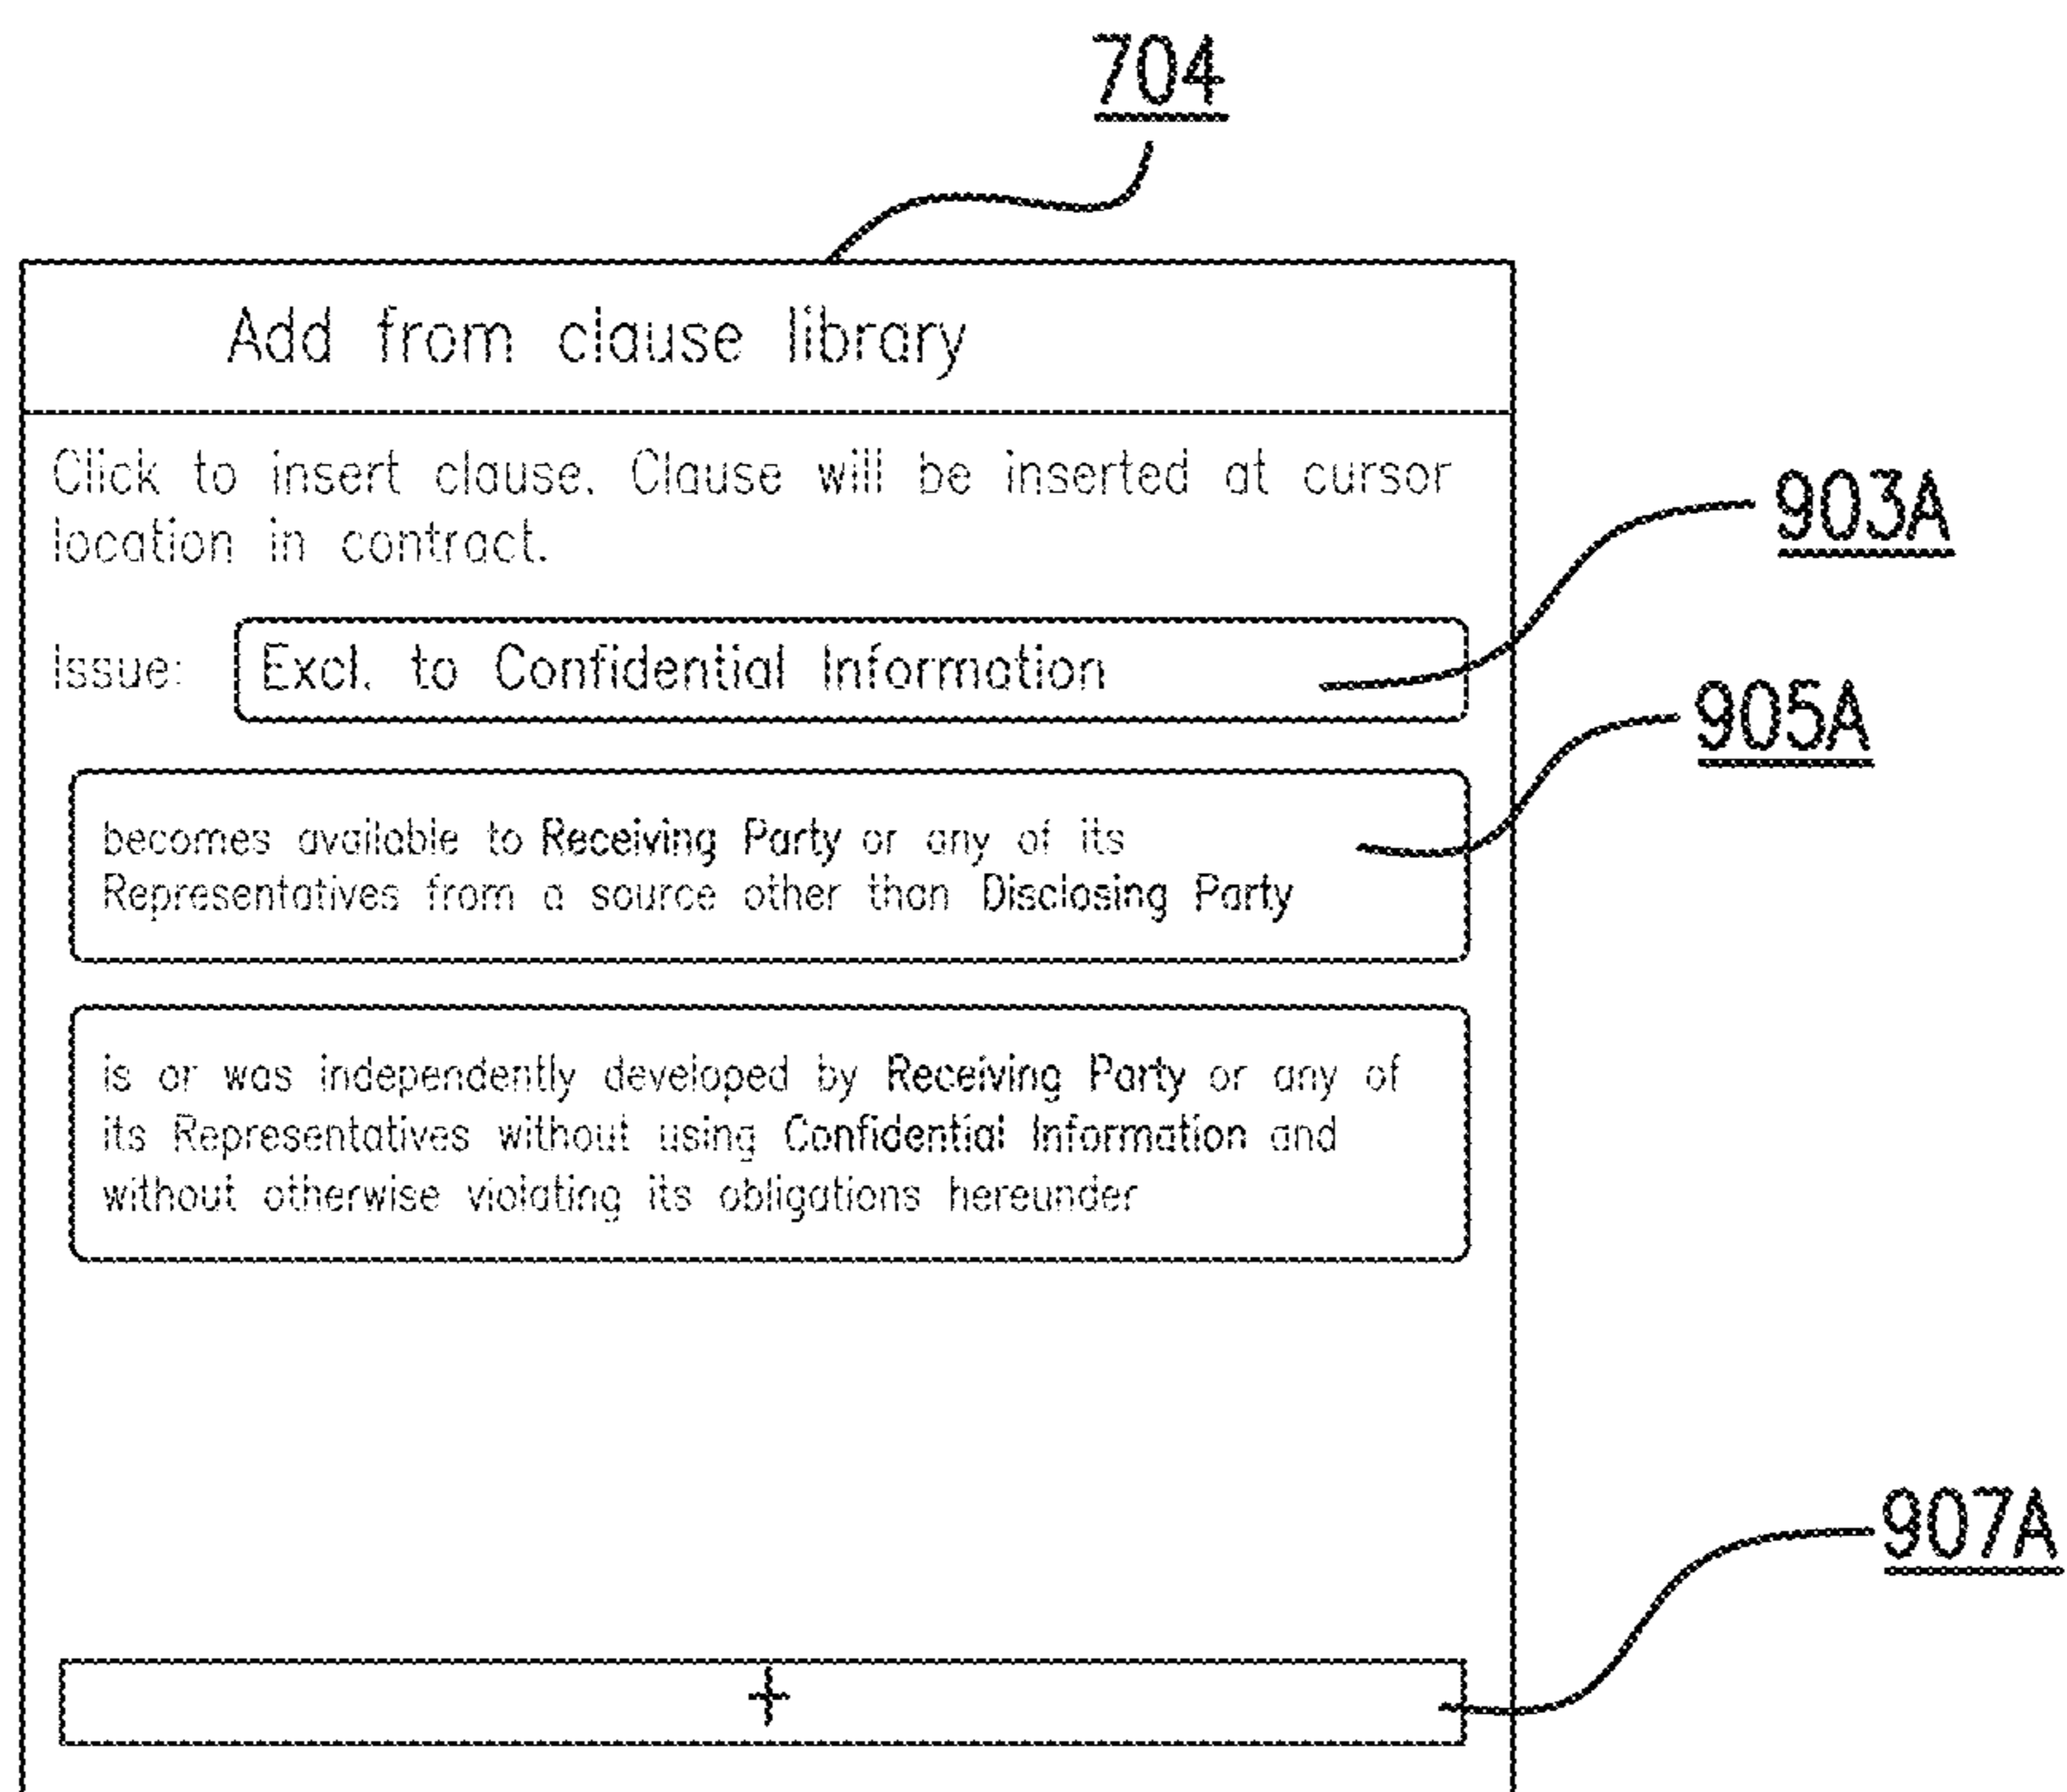 704
Add from clause library
Click to insert clause. Clause will be inserted at cursor
location in contract.
903A
Issue: Excl. to Confidential Information
905A
becomes available to Receiving Party or any of its
Representatives from a source other than Disclosing Party
is or was independently developed by Receiving Party or any of
its Representatives without using Confidential Information and
without otherwise violating its obligations hereunder
907A
+